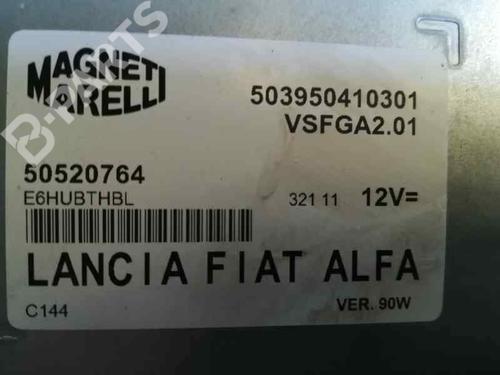 MAGNETI
MARELLI
503950410301
VSFGA2.01
50520764
E6HUBTHBL
321 11 12V=
LANCIA FIAT ALFA
C144 VER. 90W
B-PARTS